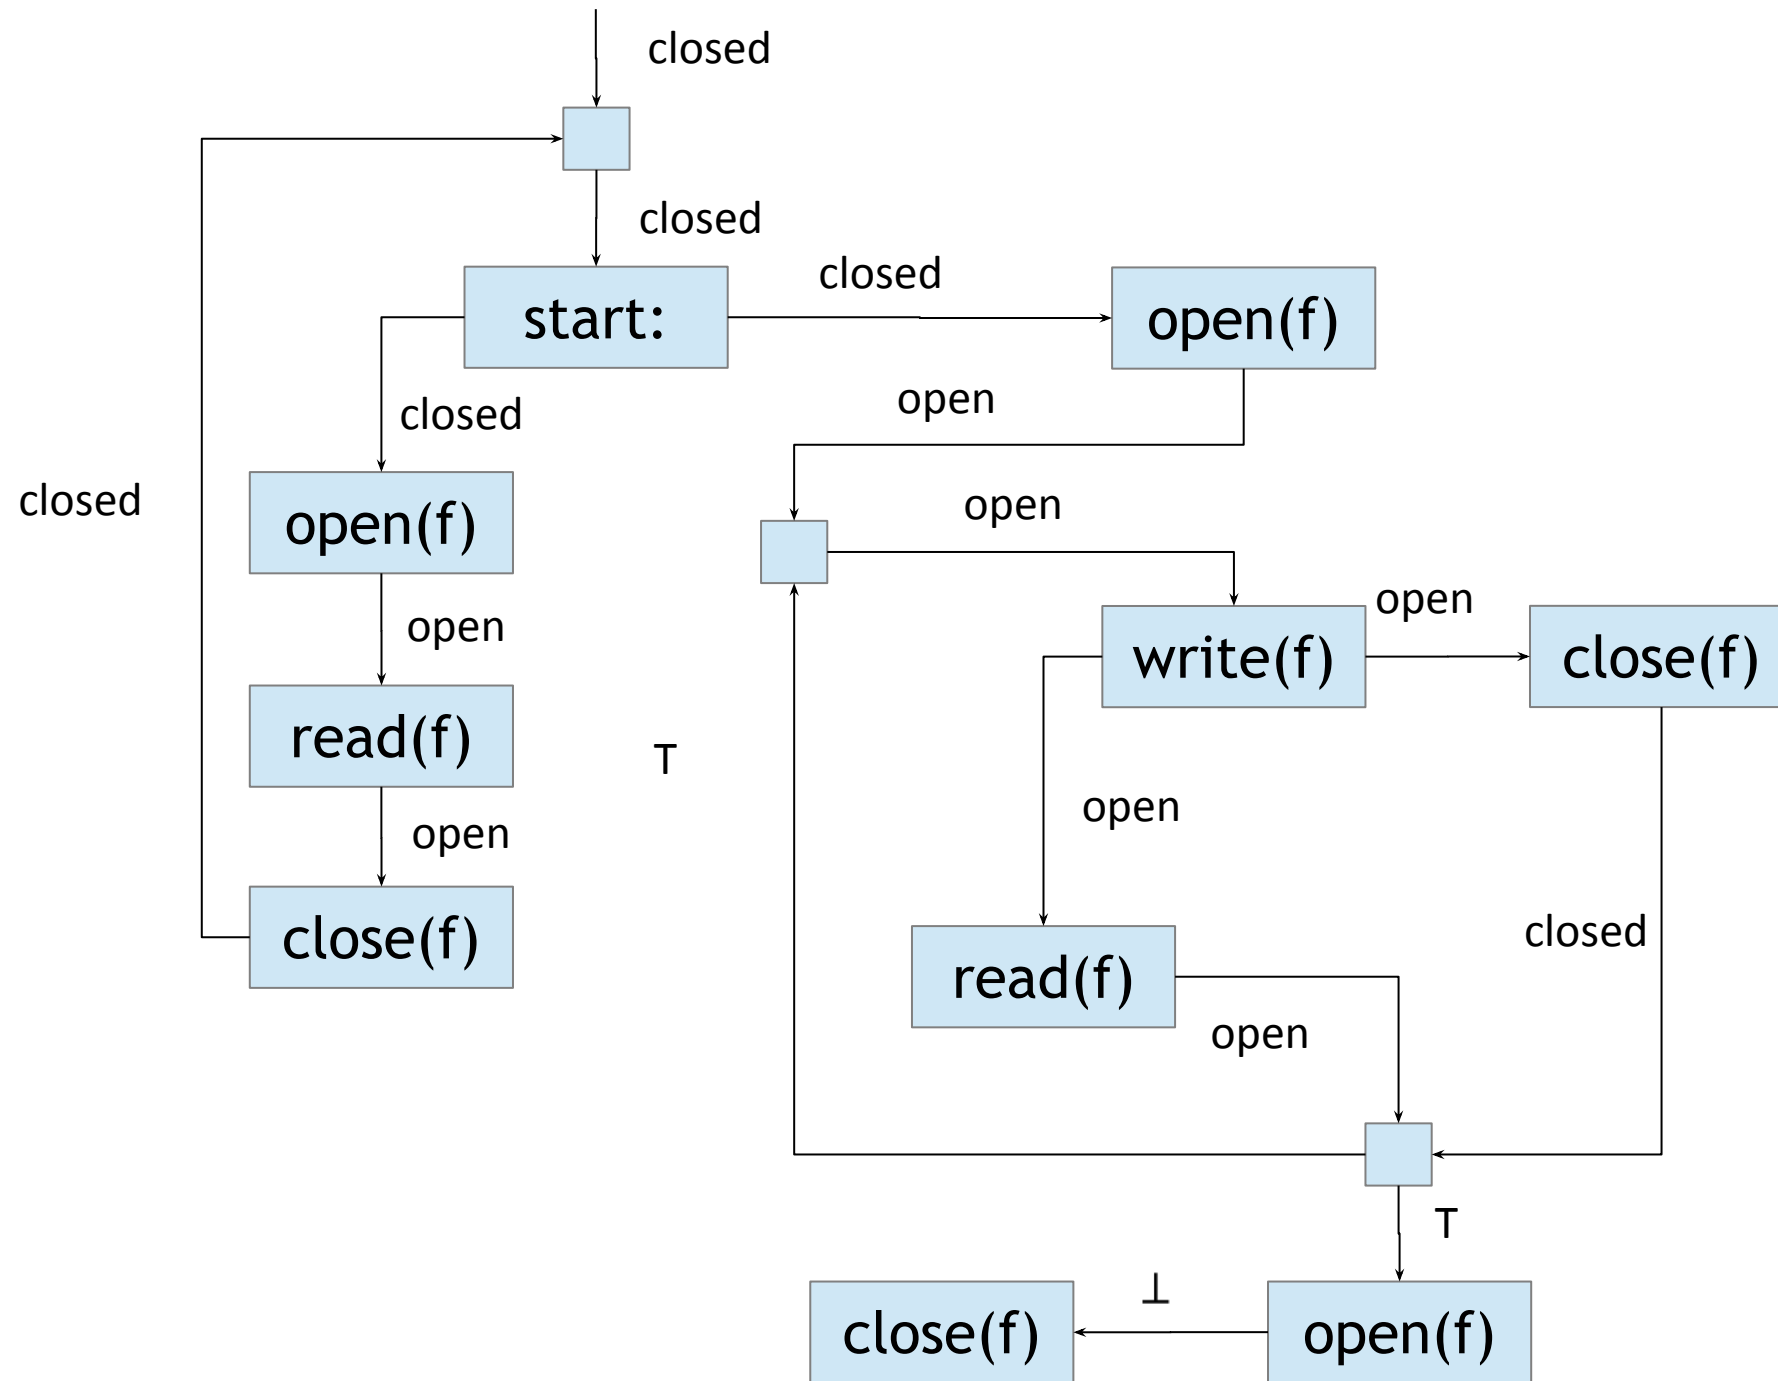 closed
closed
closed
start:
open(f)
closed
open
closed
open(f)
open
open
write(f)
close(f)
open
read(f)
T
open
open
close(f)
closed
read(f)
open
T
⊥
close(f)
open(f)